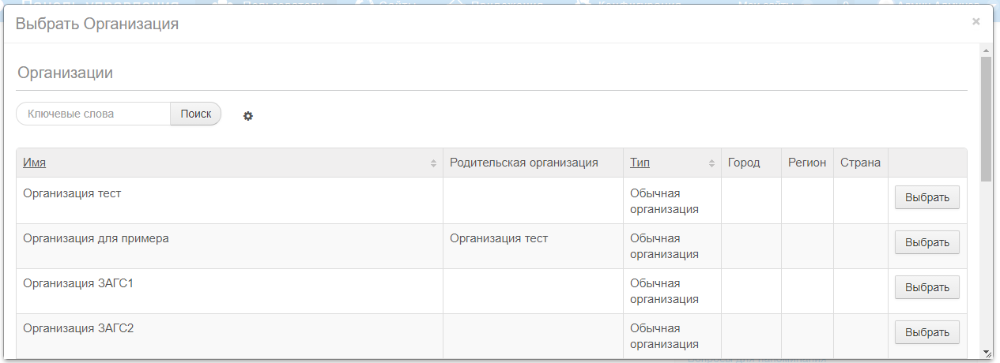 Выбрать Организация
×
Организации
Ключевые слова Поиск
Имя Родительская организация Тип Город Регион Страна
Организация тест Обычная организация Выбрать
Организация для примера Организация тест Обычная организация Выбрать
Организация ЗАГС1 Обычная организация Выбрать
Организация ЗАГС2 Обычная организация Выбрать